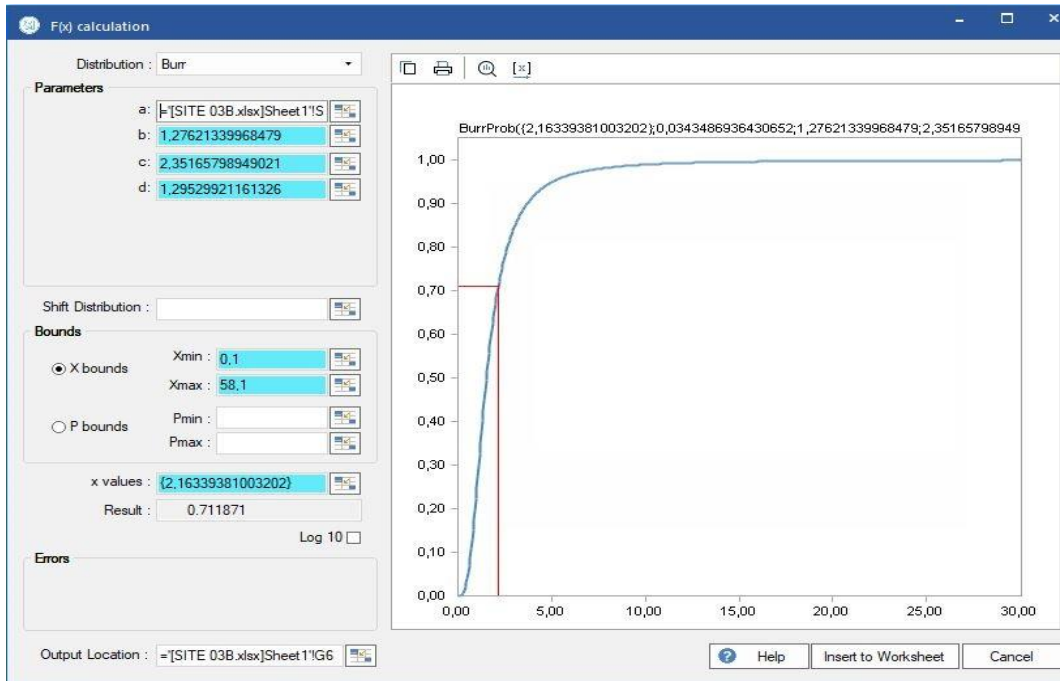 F(x) calculation
Distribution : Burr
Parameters
a: ='[SITE 03B.xlsx]Sheet1'!S
b: 1,27621339968479
c: 2,35165798949021
d: 1,29529921161326
Shift Distribution :
Bounds
X bounds
Xmin : 0,1
Xmax : 58,1
P bounds
Pmin :
Pmax :
x values : {2,16339381003202}
Result : 0.711871
Log 10
Errors
Output Location : ='[SITE 03B.xlsx]Sheet1'!G6
[x]
BurrProb({2,16339381003202};0,0343486936430652;1,27621339968479;2,35165798949
1,00
0,90
0,80
0,70
0,60
0,50
0,40
0,30
0,20
0,10
0,00
0,00 5,00 10,00 15,00 20,00 25,00 30,00
? Help Insert to Worksheet Cancel